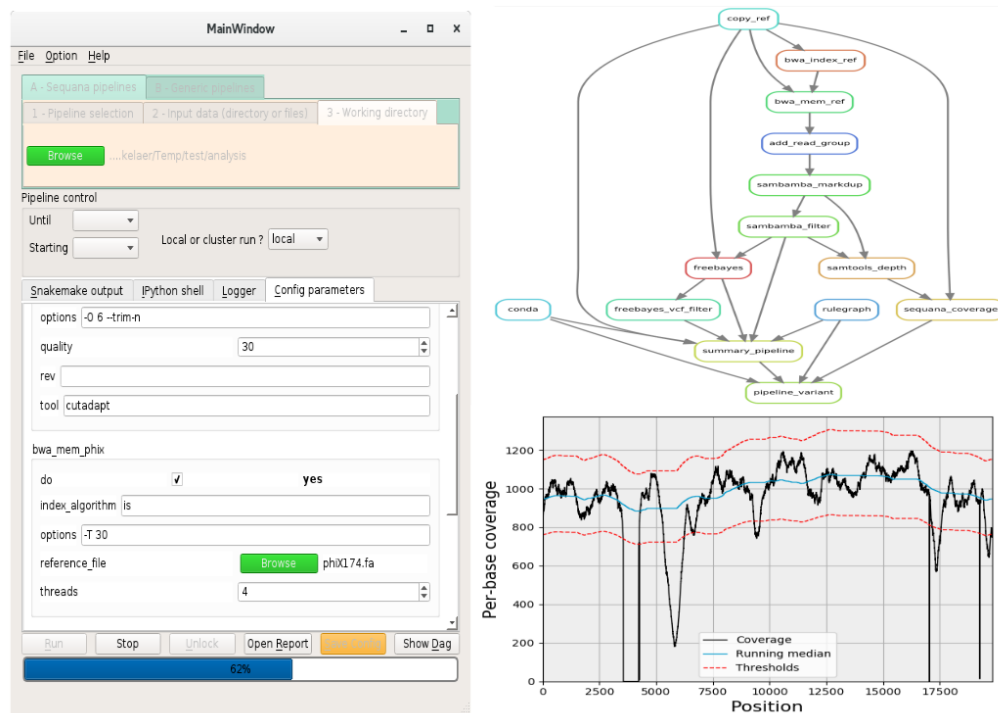 MainWindow
File Option Help
A - Sequana pipelines B - Generic pipelines
1 - Pipeline selection 2 - Input data (directory or files) 3 - Working directory
Browse ....kelaer/Temp/test/analysis
Pipeline control
Until
Starting Local or cluster run ? local
Snakemake output IPython shell Logger Config parameters
options -O 6 --trim-n
quality 30
rev
tool cutadapt
bwa_mem_phix
do yes
index_algorithm is
options -T 30
reference_file Browse phiX174.fa
threads 4
Run Stop Unlock Open Report Save Config Show Dag
62%
copy_ref
bwa_index_ref
bwa_mem_ref
add_read_group
sambamba_markdup
sambamba_filter
freebayes samtools_depth
conda freebayes_vcf_filter rulegraph sequana_coverage
summary_pipeline
pipeline_variant
Per-base coverage
1200
1000
800
600
400
200
0
Coverage
Running median
Thresholds
0 2500 5000 7500 10000 12500 15000 17500
Position